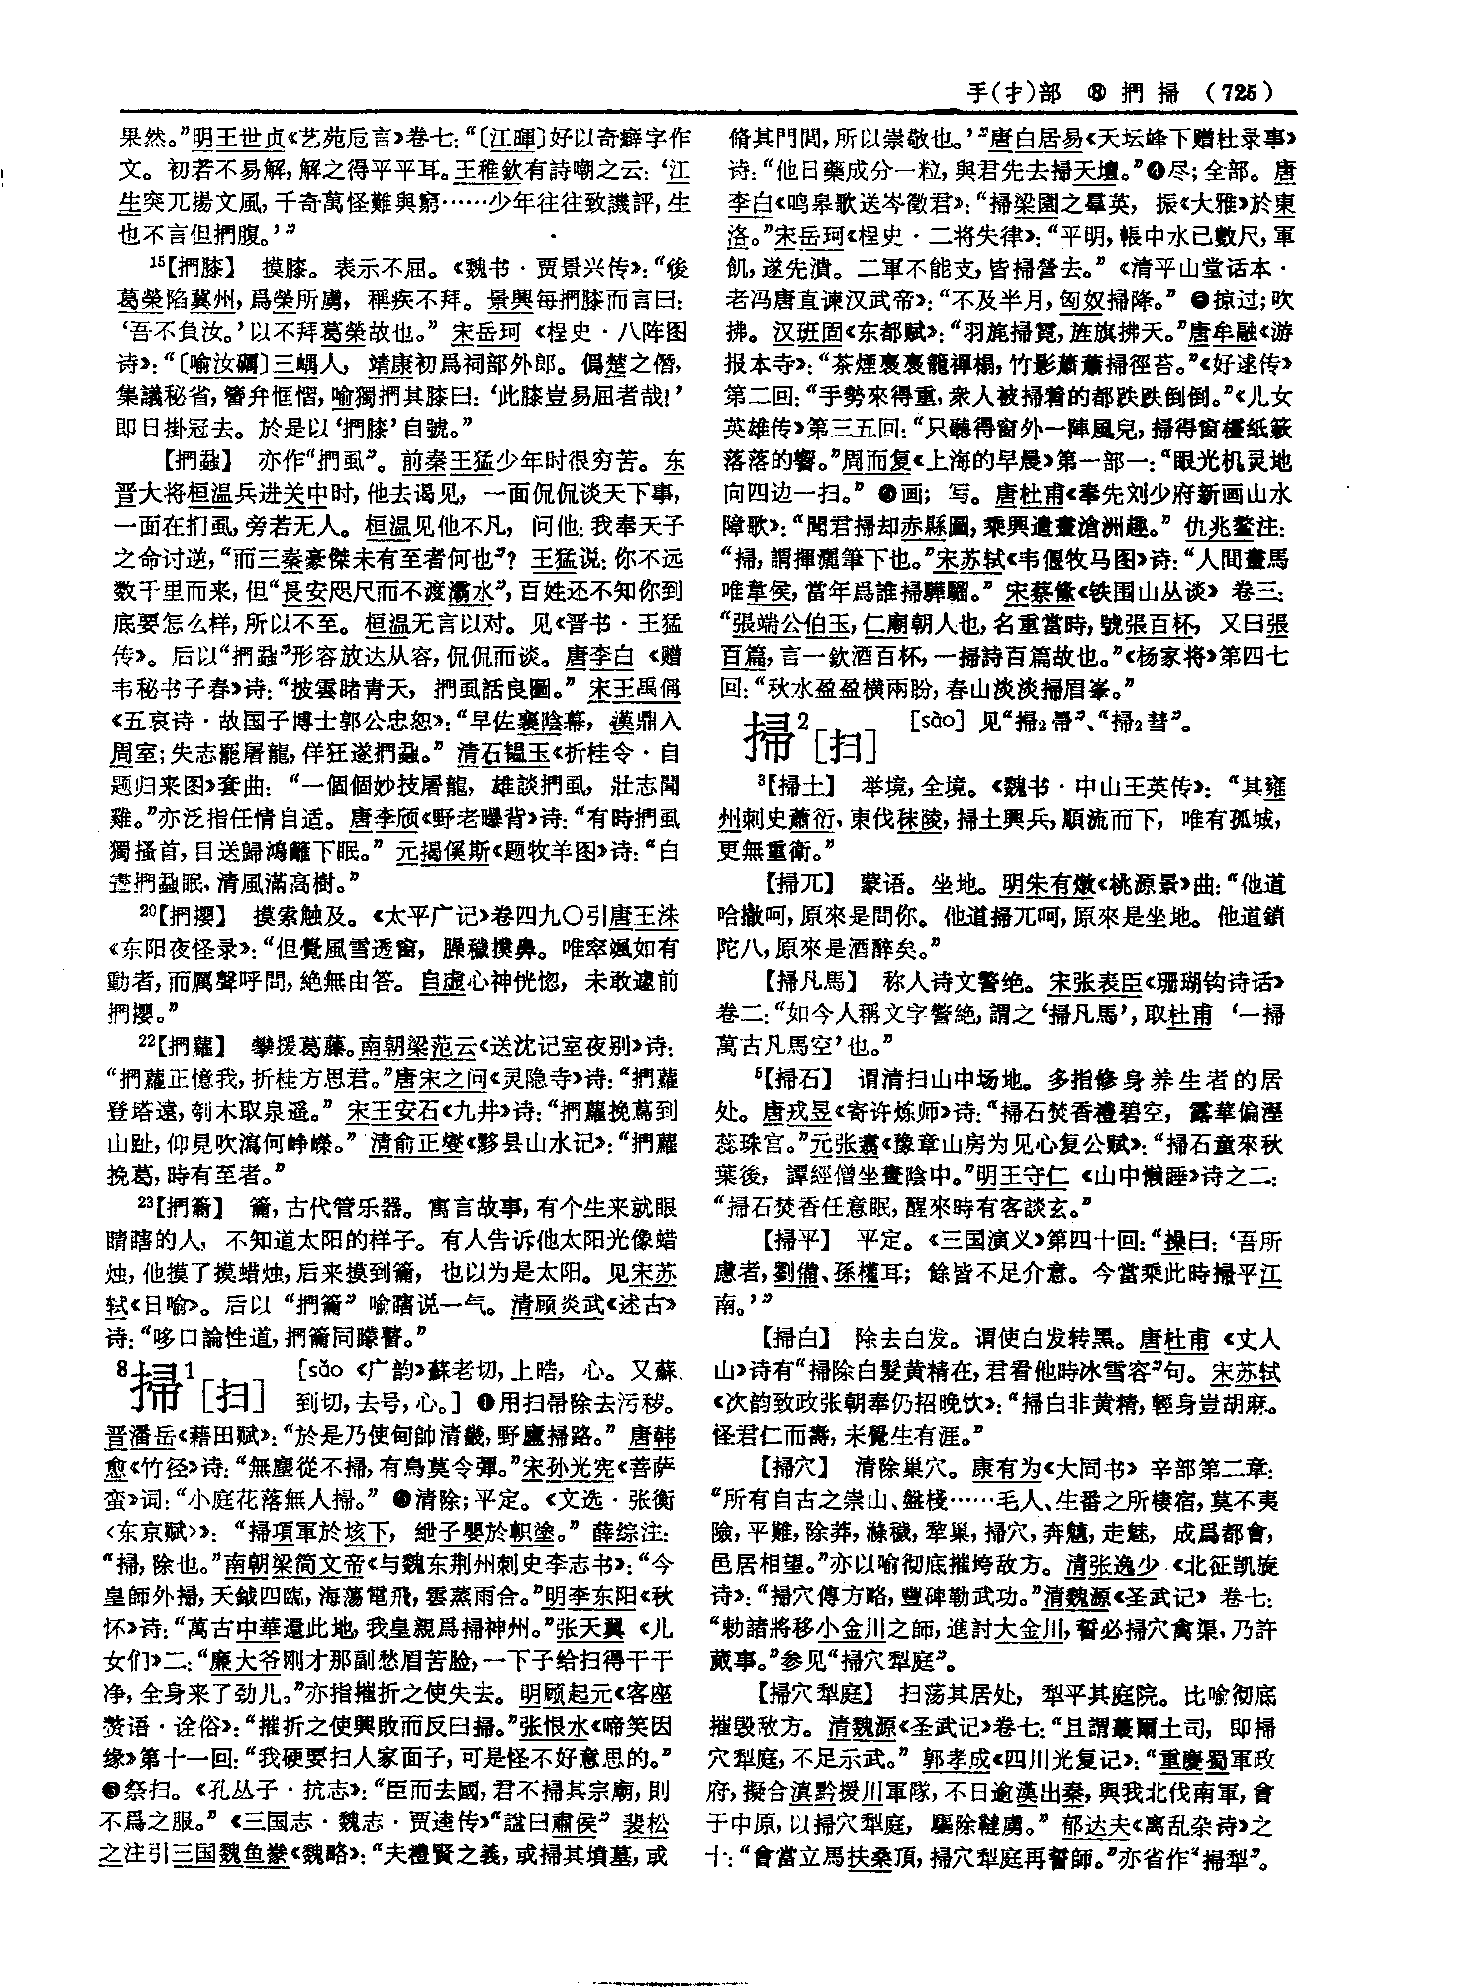 手(扌)部 ⑧ 捫 掃 (725)
果然。”明王世贞《艺苑卮言》卷七:“〔江暉〕好以奇癖字作
文。初若不易解,解之得平平耳。王稚欽有詩嘲之云:‘江
生突兀揚文風,千奇萬怪難與窮……少年往往致譏評,生
也不言但捫腹。’”
15【捫膝】 摸膝。表示不屈。《魏书·贾景兴传》:“後
葛榮陷冀州,爲榮所虜,稱疾不拜。景興每捫膝而言曰:
‘吾不負汝。’以不拜葛榮故也。” 宋岳珂《桯史·八阵图
诗》:“〔喻汝礪〕三嵎人,靖康初爲祠部外郎。僞楚之僭,
集議秘省,簪弁恇慴,喻獨捫其膝曰:‘此膝豈易屈者哉!’
即日掛冠去。於是以‘捫膝’自號。”
【捫蝨】 亦作“捫虱”。前秦王猛少年时很穷苦。东
晋大将桓温兵进关中时,他去谒见,一面侃侃谈天下事,
一面在扪虱,旁若无人。桓温见他不凡,问他:我奉天子
之命讨逆,“而三秦豪傑未有至者何也”?王猛说:你不远
数千里而来,但“長安咫尺而不渡灞水”,百姓还不知你到
底要怎么样,所以不至。桓温无言以对。见《晋书·王猛
传》。后以“捫蝨”形容放达从容,侃侃而谈。唐李白《赠
韦秘书子春》诗:“披雲睹青天,捫虱話良圖。” 宋王禹偁
《五哀诗·故国子博士郭公忠恕》:“早佐襄陰幕,漢鼎入
周室;失志罷屠龍,佯狂遂捫蝨。” 清石韫玉《折桂令·自
题归来图》套曲:“一個個妙技屠龍,雄談捫虱,壯志聞
雞。”亦泛指任情自适。唐李颀《野老曝背》诗:“有時捫虱
獨搔首,目送歸鴻籬下眠。” 元揭傒斯《题牧羊图》诗:“白
晝捫蝨眠,清風滿高樹。”
20【捫攖】 摸索触及。《太平广记》卷四九〇引唐王洙
《东阳夜怪录》:“但覺風雪透窗,臊穢撲鼻。唯窣颯如有
動者,而厲聲呼問,絶無由答。自虚心神恍惚,未敢遽前
捫攖。”
22【捫蘿】 攀援葛藤。南朝梁范云《送沈记室夜别》诗:
“捫蘿正憶我,折桂方思君。”唐宋之问《灵隐寺》诗:“捫蘿
登塔遠,刳木取泉遥。” 宋王安石《九井》诗:“捫蘿挽蔦到
山趾,仰見吹瀉何峥嶸。” 清俞正燮《黟县山水记》:“捫蘿
挽葛,時有至者。”
23【捫籥】 籥,古代管乐器。寓言故事,有个生来就眼
睛瞎的人,不知道太阳的样子。有人告诉他太阳光像蜡
烛,他摸了摸蜡烛,后来摸到籥,也以为是太阳。见宋苏
轼《日喻》。后以“捫籥”喻瞎说一气。清顾炎武《述古》
诗:“哆口論性道,捫籥同矇瞽。”
8掃1[扫] [sǎo 《广韵》蘇老切,上晧,心。又蘇
到切,去号,心。] ❶用扫帚除去污秽。
晋潘岳《藉田赋》:“於是乃使甸帥清畿,野廬掃路。” 唐韩
愈《竹径》诗:“無塵從不掃,有鳥莫令彈。”宋孙光宪《菩萨
蛮》词:“小庭花落無人掃。” ❷清除;平定。《文选·张衡
〈东京赋〉》:“掃項軍於垓下,紲子嬰於軹塗。” 薛综注:
“掃,除也。”南朝梁简文帝《与魏东荆州刺史李志书》:“今
皇師外掃,天鉞四臨,海蕩電飛,雲蒸雨合。”明李东阳《秋
怀》诗:“萬古中華還此地,我皇親爲掃神州。”张天翼《儿
女们》二:“廉大爷刚才那副愁眉苦脸,一下子给扫得干干
净,全身来了劲儿。”亦指摧折之使失去。明顾起元《客座
赘语·诠俗》:“摧折之使興敗而反曰掃。”张恨水《啼笑因
缘》第十一回:“我硬要扫人家面子,可是怪不好意思的。”
❸祭扫。《孔丛子·抗志》:“臣而去國,君不掃其宗廟,則
不爲之服。” 《三国志·魏志·贾逵传》“諡曰肅侯” 裴松
之注引三国魏鱼豢《魏略》:“夫禮賢之義,或掃其墳墓,或
脩其門閭,所以崇敬也。’”唐白居易《天坛峰下赠杜录事》
诗:“他日藥成分一粒,與君先去掃天壇。”❹尽;全部。唐
李白《鸣皋歌送岑徵君》:“掃梁園之羣英,振《大雅》於東
洛。”宋岳珂《桯史·二将失律》:“平明,帳中水已數尺,軍
飢,遂先潰。二軍不能支,皆掃營去。” 《清平山堂话本·
老冯唐直谏汉武帝》:“不及半月,匈奴掃降。” ❺掠过;吹
拂。汉班固《东都赋》:“羽旄掃霓,旌旗拂天。”唐牟融《游
报本寺》:“茶煙裊裊籠禪榻,竹影蕭蕭掃徑苔。”《好逑传》
第二回:“手勢來得重,衆人被掃着的都跌跌倒倒。”《儿女
英雄传》第三五回:“只聽得窗外一陣風兒,掃得窗櫺紙簌
落落的響。”周而复《上海的早晨》第一部一:“眼光机灵地
向四边一扫。” ❻画;写。唐杜甫《奉先刘少府新画山水
障歌》:“聞君掃却赤縣圖,乘興遣畫滄洲趣。” 仇兆鳌注:
“掃,謂揮灑筆下也。”宋苏轼《韦偃牧马图》诗:“人間畫馬
唯韋侯,當年爲誰掃驊騮。” 宋蔡絛《铁围山丛谈》卷三:
“張端公伯玉,仁廟朝人也,名重當時,號張百杯,又曰張
百篇,言一飲酒百杯,一掃詩百篇故也。”《杨家将》第四七
回:“秋水盈盈横兩盼,春山淡淡掃眉峯。”
掃2[扫] [sào] 见“掃2帚”、“掃2彗”。
3【掃土】 举境,全境。《魏书·中山王英传》:“其雍
州刺史蕭衍,東伐秣陵,掃土興兵,順流而下,唯有孤城,
更無重衛。”
【掃兀】 蒙语。坐地。明朱有燉《桃源景》曲:“他道
哈撒呵,原來是問你。他道掃兀呵,原來是坐地。他道鎖
陀八,原來是酒醉矣。”
【掃凡馬】 称人诗文警绝。宋张表臣《珊瑚钩诗话》
卷二:“如今人稱文字警絶,謂之‘掃凡馬’,取杜甫‘一掃
萬古凡馬空’也。”
5【掃石】 谓清扫山中场地。多指修身养生者的居
处。唐戎昱《寄许炼师》诗:“掃石焚香禮碧空,露華偏溼
蕊珠宫。”元张翥《豫章山房为见心复公赋》:“掃石童來秋
葉後,譚經僧坐晝陰中。”明王守仁《山中懒睡》诗之二:
“掃石焚香任意眠,醒來時有客談玄。”
【掃平】 平定。《三国演义》第四十回:“操曰:‘吾所
慮者,劉備、孫權耳;餘皆不足介意。今當乘此時掃平江
南。’”
【掃白】 除去白发。谓使白发转黑。唐杜甫《丈人
山》诗有“掃除白髮黄精在,君看他時冰雪容”句。宋苏轼
《次韵致政张朝奉仍招晚饮》:“掃白非黄精,輕身豈胡麻。
怪君仁而壽,未覺生有涯。”
【掃穴】 清除巢穴。康有为《大同书》辛部第二章:
“所有自古之崇山、盤棧……毛人、生番之所棲宿,莫不夷
險,平難,除莽,滌穢,犂巢,掃穴,奔魑,走魅,成爲都會,
邑居相望。”亦以喻彻底摧垮敌方。清张逸少《北征凯旋
诗》:“掃穴傳方略,豐碑勒武功。”清魏源《圣武记》卷七:
“勅諸將移小金川之師,進討大金川,誓必掃穴禽渠,乃許
蕆事。”参见“掃穴犁庭”。
【掃穴犁庭】 扫荡其居处,犁平其庭院。比喻彻底
摧毁敌方。清魏源《圣武记》卷七:“且謂蕞爾土司,即掃
穴犁庭,不足示武。” 郭孝成《四川光复记》:“重慶蜀軍政
府,擬合滇黔援川軍隊,不日逾漢出秦,與我北伐南軍,會
于中原,以掃穴犁庭,驅除韃虜。” 郁达夫《离乱杂诗》之
十:“會當立馬扶桑頂,掃穴犁庭再誓師。”亦省作“掃犁”。